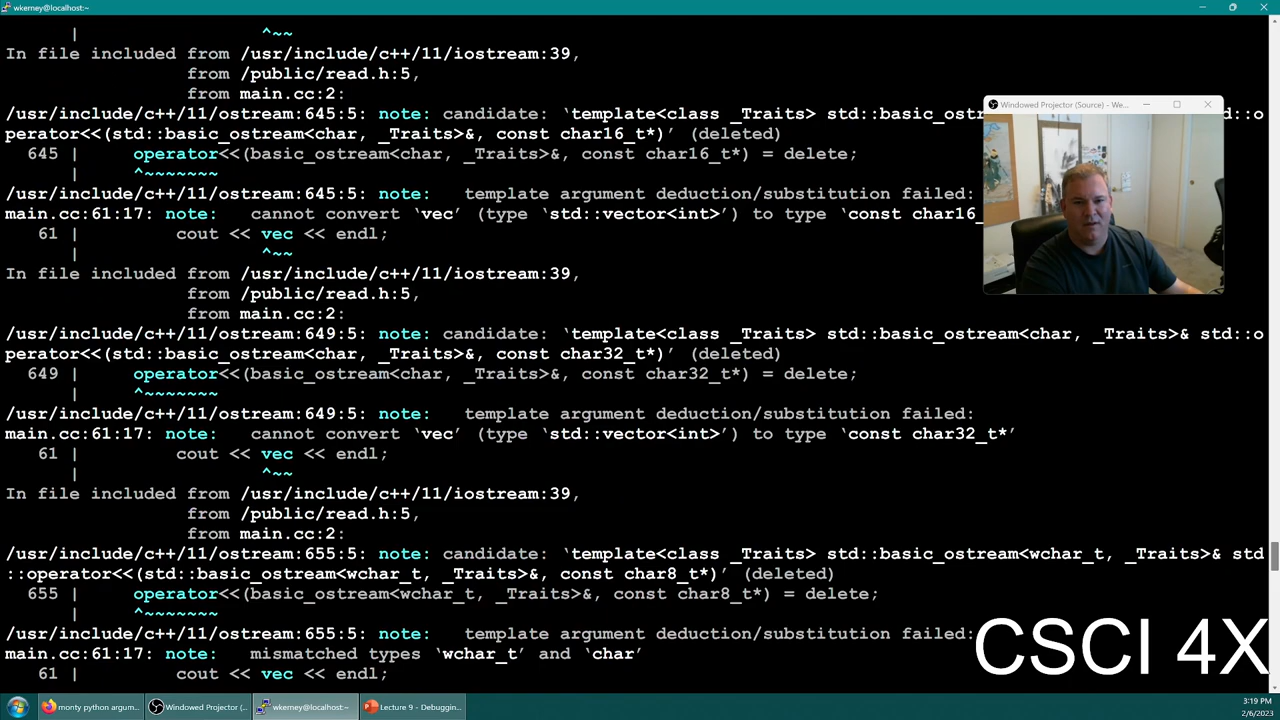 wkerney@localhost:~
|                       ^~~
In file included from /usr/include/c++/11/iostream:39,
                 from /public/read.h:5,
                 from main.cc:2:
/usr/include/c++/11/ostream:645:5: note: candidate: ‘template<class _Traits> std::basic_ostr
::o
perator<<(std::basic_ostream<char, _Traits>&, const char16_t*)’ (deleted)
  645 |     operator<<(basic_ostream<char, _Traits>&, const char16_t*) = delete;
      |     ^~~~~~~~
/usr/include/c++/11/ostream:645:5: note:   template argument deduction/substitution failed:
main.cc:61:17: note:   cannot convert ‘vec’ (type ‘std::vector<int>’) to type ‘const char16_
   61 |         cout << vec << endl;
      |                 ^~~
In file included from /usr/include/c++/11/iostream:39,
                 from /public/read.h:5,
                 from main.cc:2:
/usr/include/c++/11/ostream:649:5: note: candidate: ‘template<class _Traits> std::basic_ostream<char, _Traits>& std::o
perator<<(std::basic_ostream<char, _Traits>&, const char32_t*)’ (deleted)
  649 |     operator<<(basic_ostream<char, _Traits>&, const char32_t*) = delete;
      |     ^~~~~~~~
/usr/include/c++/11/ostream:649:5: note:   template argument deduction/substitution failed:
main.cc:61:17: note:   cannot convert ‘vec’ (type ‘std::vector<int>’) to type ‘const char32_t*’
   61 |         cout << vec << endl;
      |                 ^~~
In file included from /usr/include/c++/11/iostream:39,
                 from /public/read.h:5,
                 from main.cc:2:
/usr/include/c++/11/ostream:655:5: note: candidate: ‘template<class _Traits> std::basic_ostream<wchar_t, _Traits>& std
::operator<<(std::basic_ostream<wchar_t, _Traits>&, const char8_t*)’ (deleted)
  655 |     operator<<(basic_ostream<wchar_t, _Traits>&, const char8_t*) = delete;
      |     ^~~~~~~~
/usr/include/c++/11/ostream:655:5: note:   template argument deduction/substitution failed:
main.cc:61:17: note:   mismatched types ‘wchar_t’ and ‘char’
   61 |         cout << vec << endl;
Windowed Projector (Source) - We...
CSCI 4X
monty python argum...
Windowed Projector (...
wkerney@localhost:~
Lecture 9 - Debuggin...
3:19 PM
2/6/2023